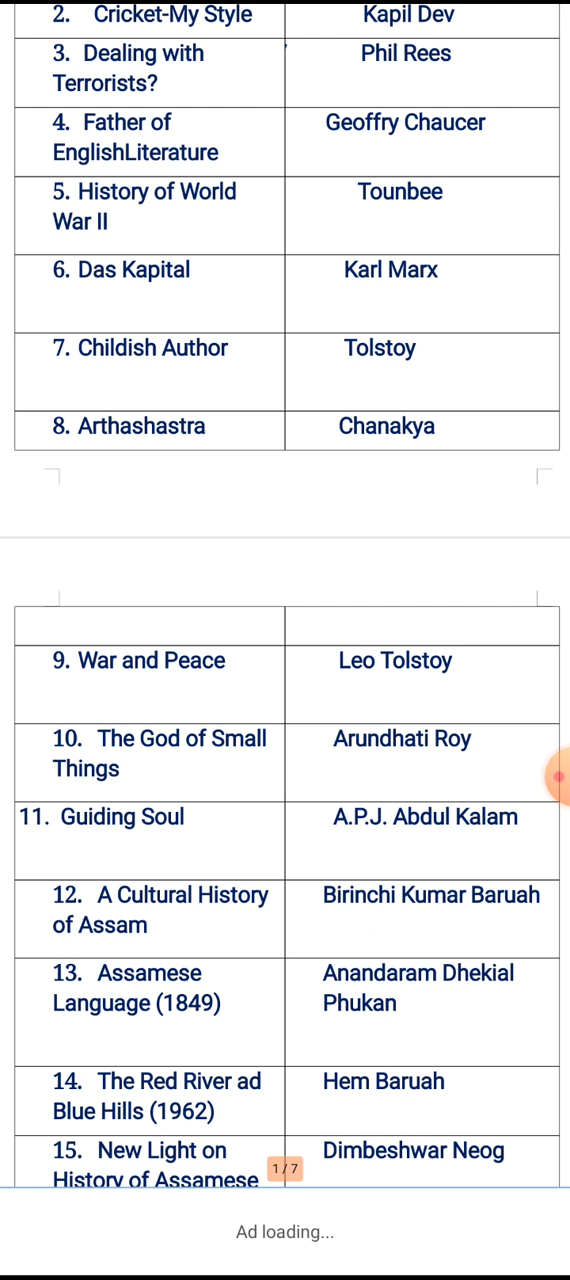 2. Cricket-My Style
Kapil Dev
3. Dealing with
Terrorists?
Phil Rees
4. Father of
EnglishLiterature
Geoffry Chaucer
5. History of World
War II
Tounbee
6. Das Kapital
Karl Marx
7. Childish Author
Tolstoy
8. Arthashastra
Chanakya
9. War and Peace
Leo Tolstoy
10. The God of Small
Things
Arundhati Roy
11. Guiding Soul
A.P.J. Abdul Kalam
12. A Cultural History
of Assam
Birinchi Kumar Baruah
13. Assamese
Language (1849)
Anandaram Dhekial
Phukan
14. The Red River ad
Blue Hills (1962)
Hem Baruah
15. New Light on
History of Assamese
Dimbeshwar Neog
1 / 7
Ad loading...